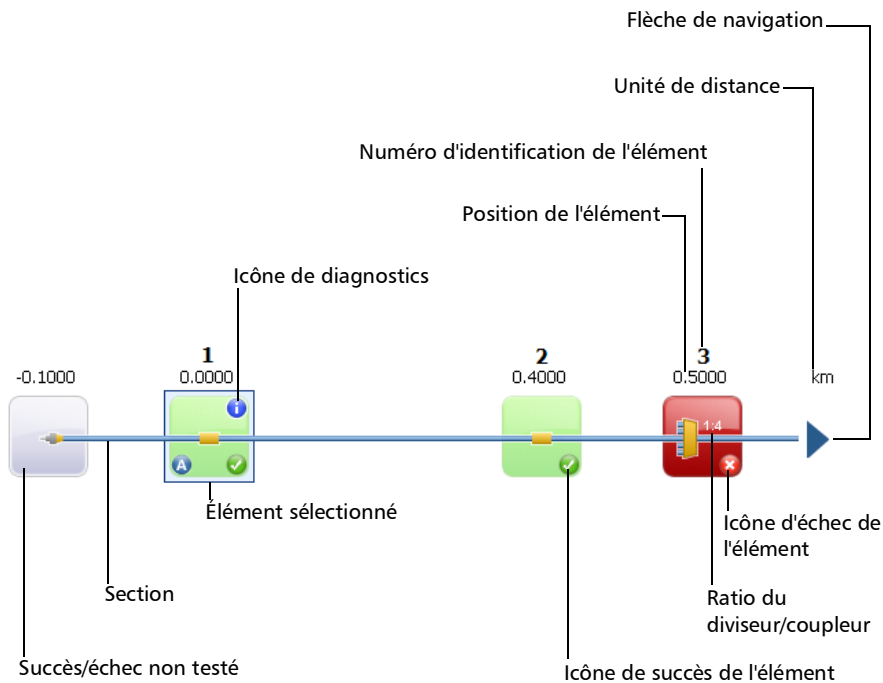 Flèche de navigation
Unité de distance
Numéro d'identification de l'élément
Position de l'élément
Icône de diagnostics
1 2 3
-0.1000 0.0000 0.4000 0.5000 km
i
1:4
A
Élément sélectionné
Icône d'échec de
l'élément
Section
Ratio du
diviseur/coupleur
Succès/échec non testé
Icône de succès de l'élément